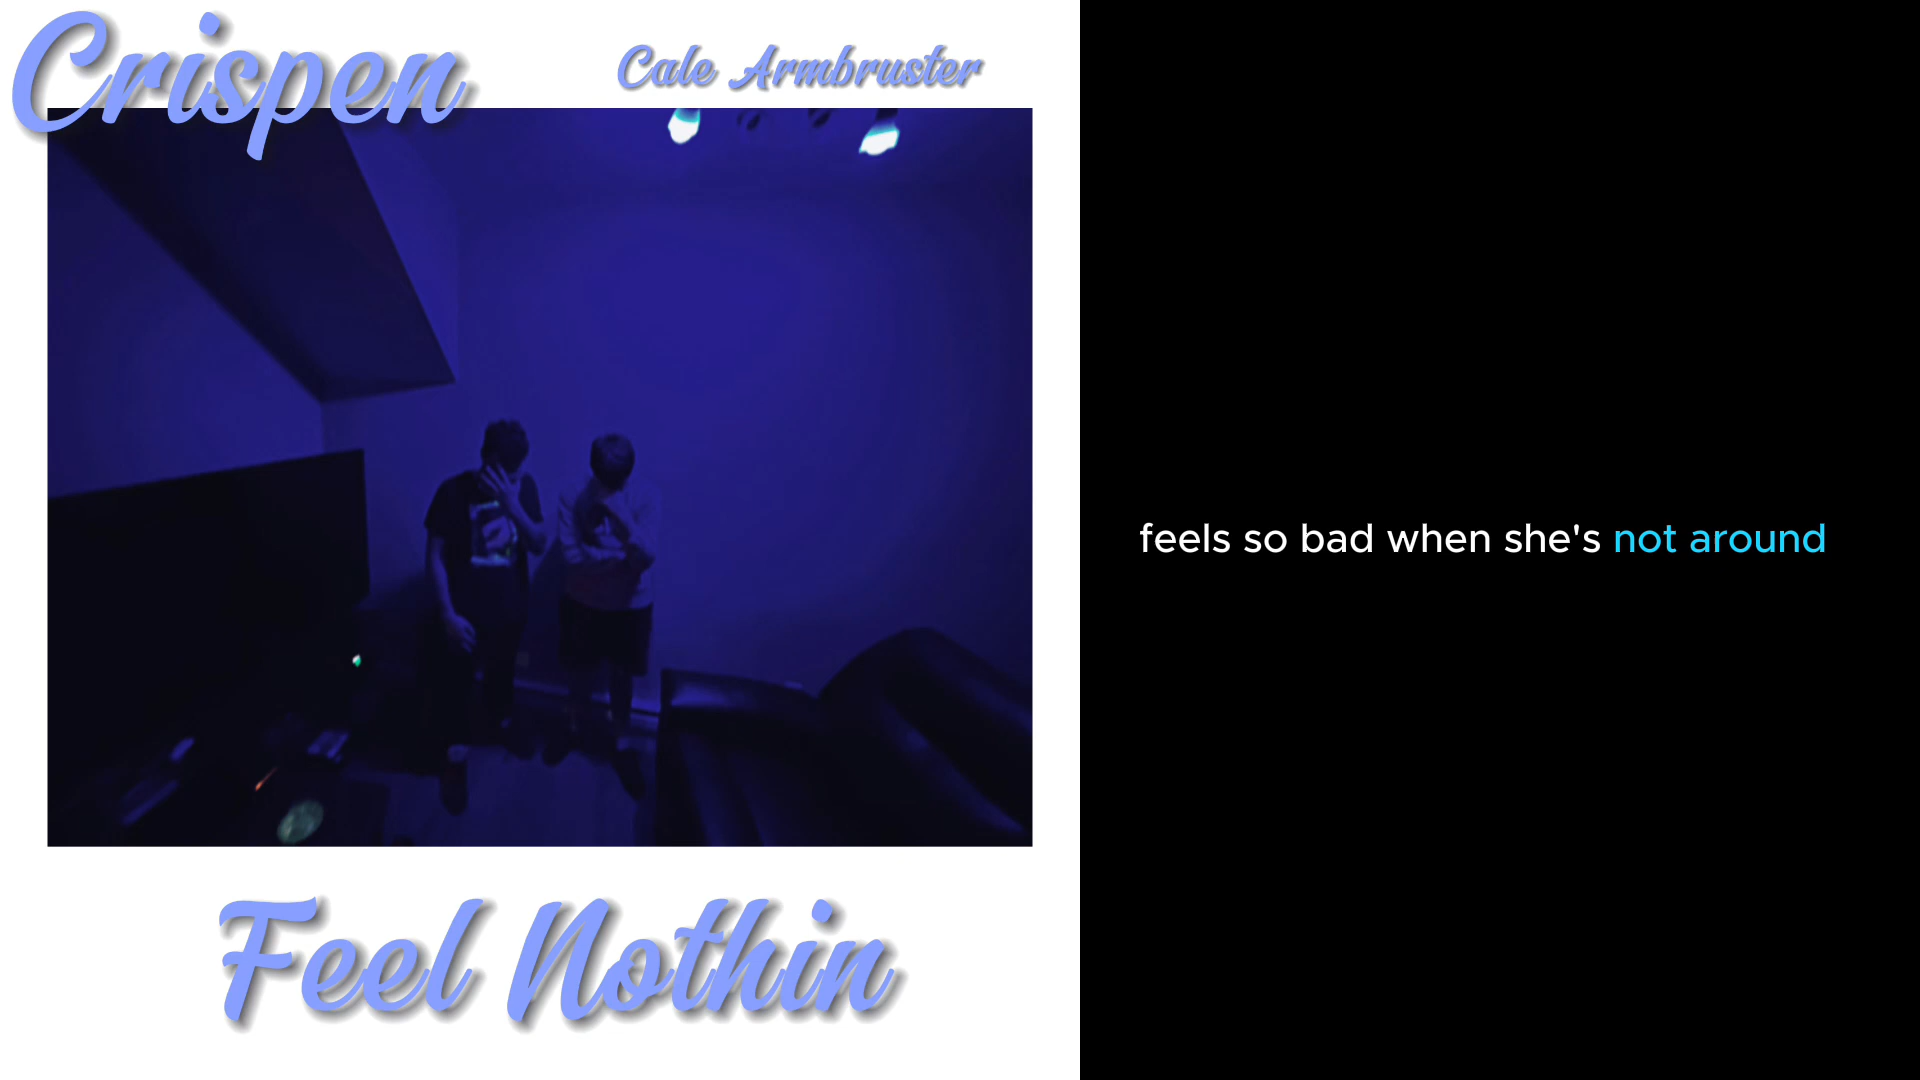 Crispen
Cale Armbruster
Feel Nothin
feels so bad when she's not around